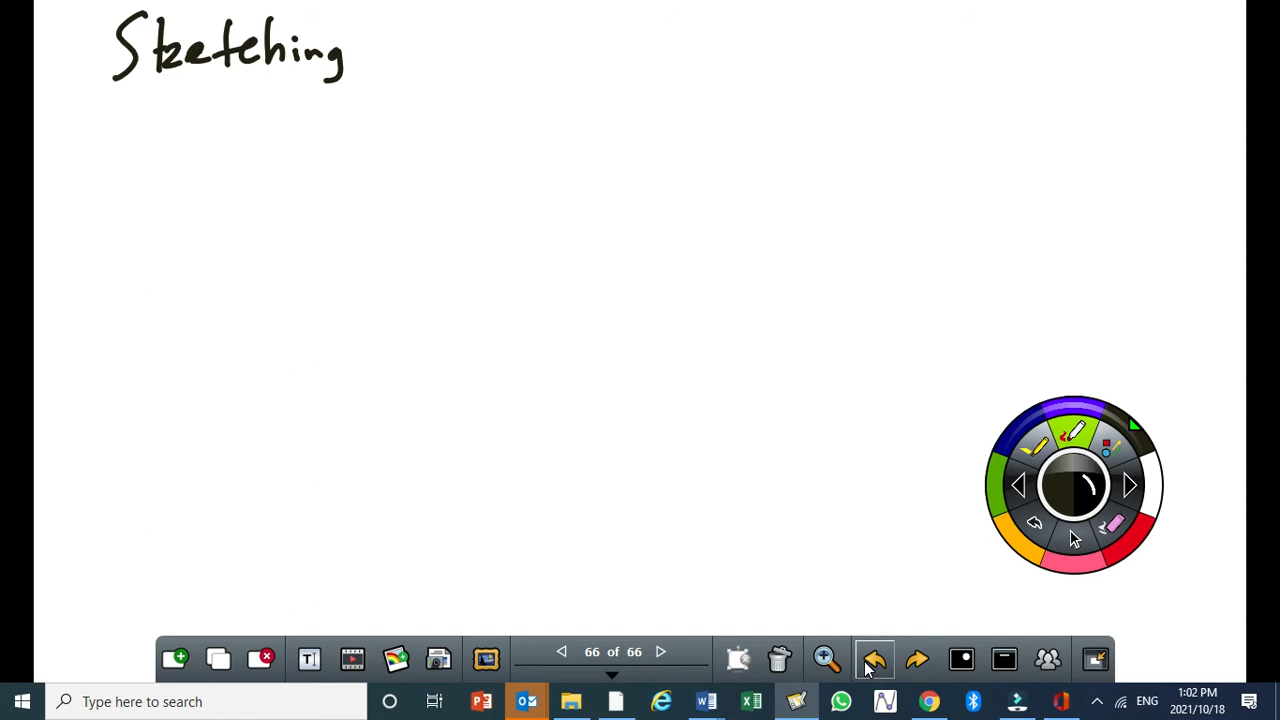 Sketching
T
66 of 66
Type here to search
ENG
1:02 PM
2021/10/18